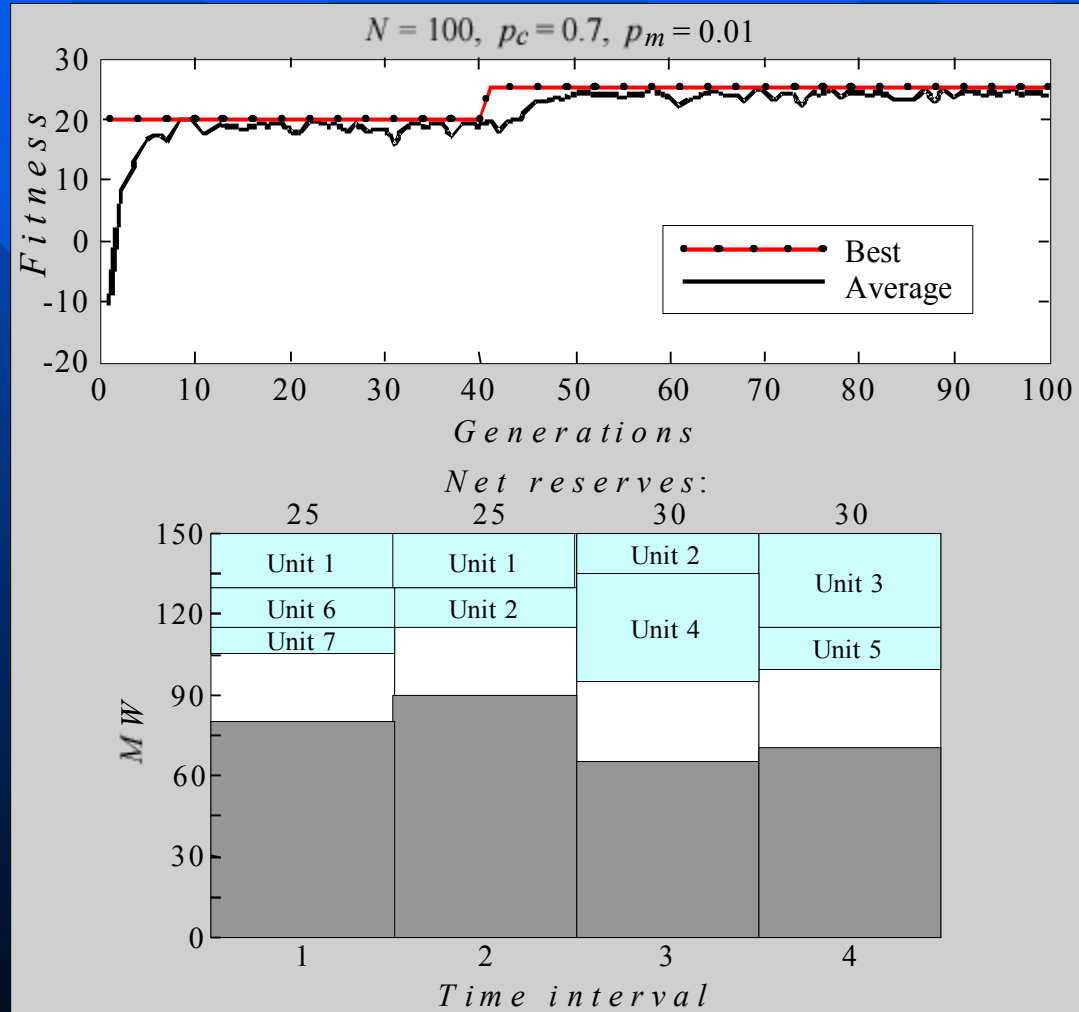 N = 100, pc = 0.7, pm = 0.01
30
20
10
0
-10
-20
Fitness
Best
Average
0 10 20 30 40 50 60 70 80 90 100
Generations
Net reserves:
25 25 30 30
150
120
90
60
30
0
MW
Unit 1 Unit 1 Unit 2 Unit 3
Unit 6 Unit 2 Unit 4 Unit 5
Unit 7
1 2 3 4
Time interval